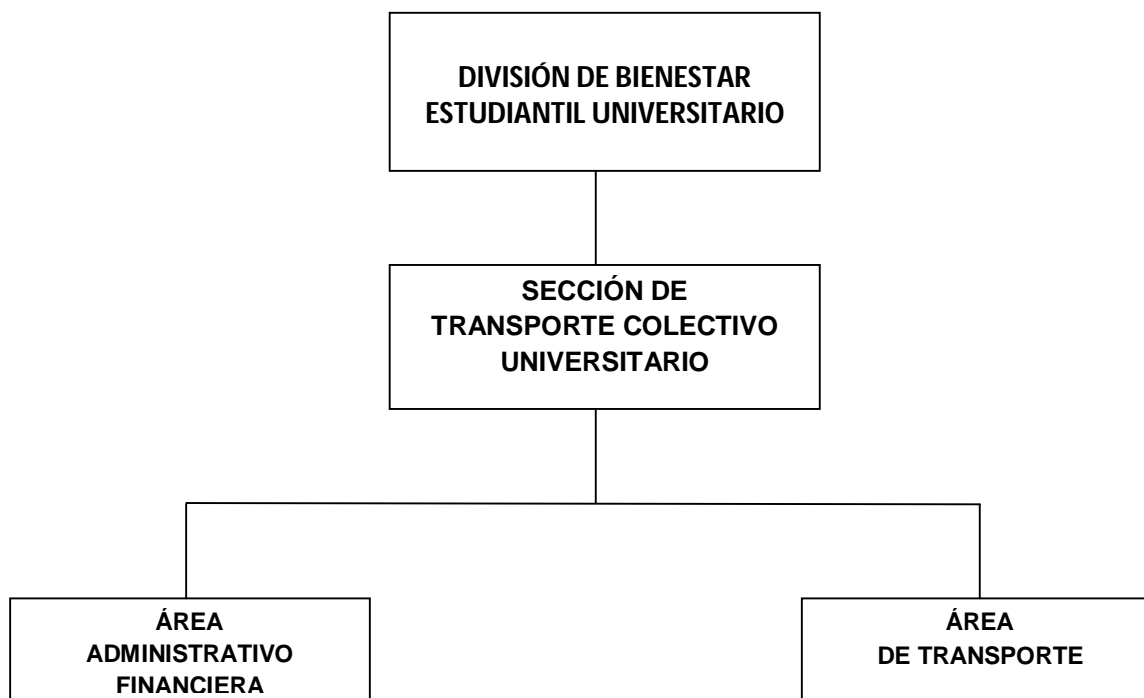 DIVISIÓN DE BIENESTAR
ESTUDIANTIL UNIVERSITARIO
SECCIÓN DE
TRANSPORTE COLECTIVO
UNIVERSITARIO
ÁREA
ADMINISTRATIVO
FINANCIERA
ÁREA
DE TRANSPORTE